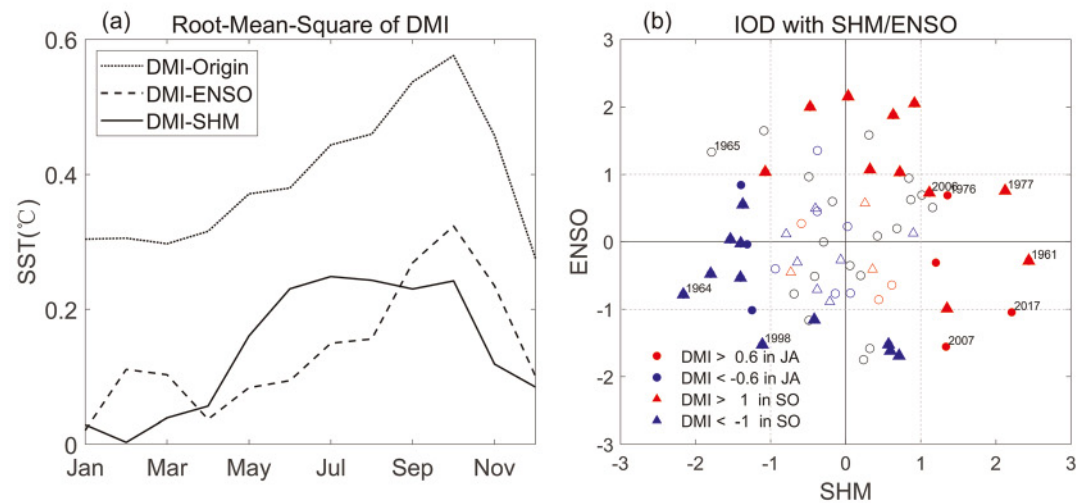 (a)
Root-Mean-Square of DMI
0.6
0.4
0.2
0
SST(℃)
DMI-Origin
DMI-ENSO
DMI-SHM
Jan Mar May Jul Sep Nov
(b)
IOD with SHM/ENSO
3
2
1
0
-1
-2
-3
ENSO
1965
2006
1976
1977
1961
1964
2017
1998
2007
DMI > 0.6 in JA
DMI < -0.6 in JA
DMI > 1 in SO
DMI < -1 in SO
-3 -2 -1 0 1 2 3
SHM